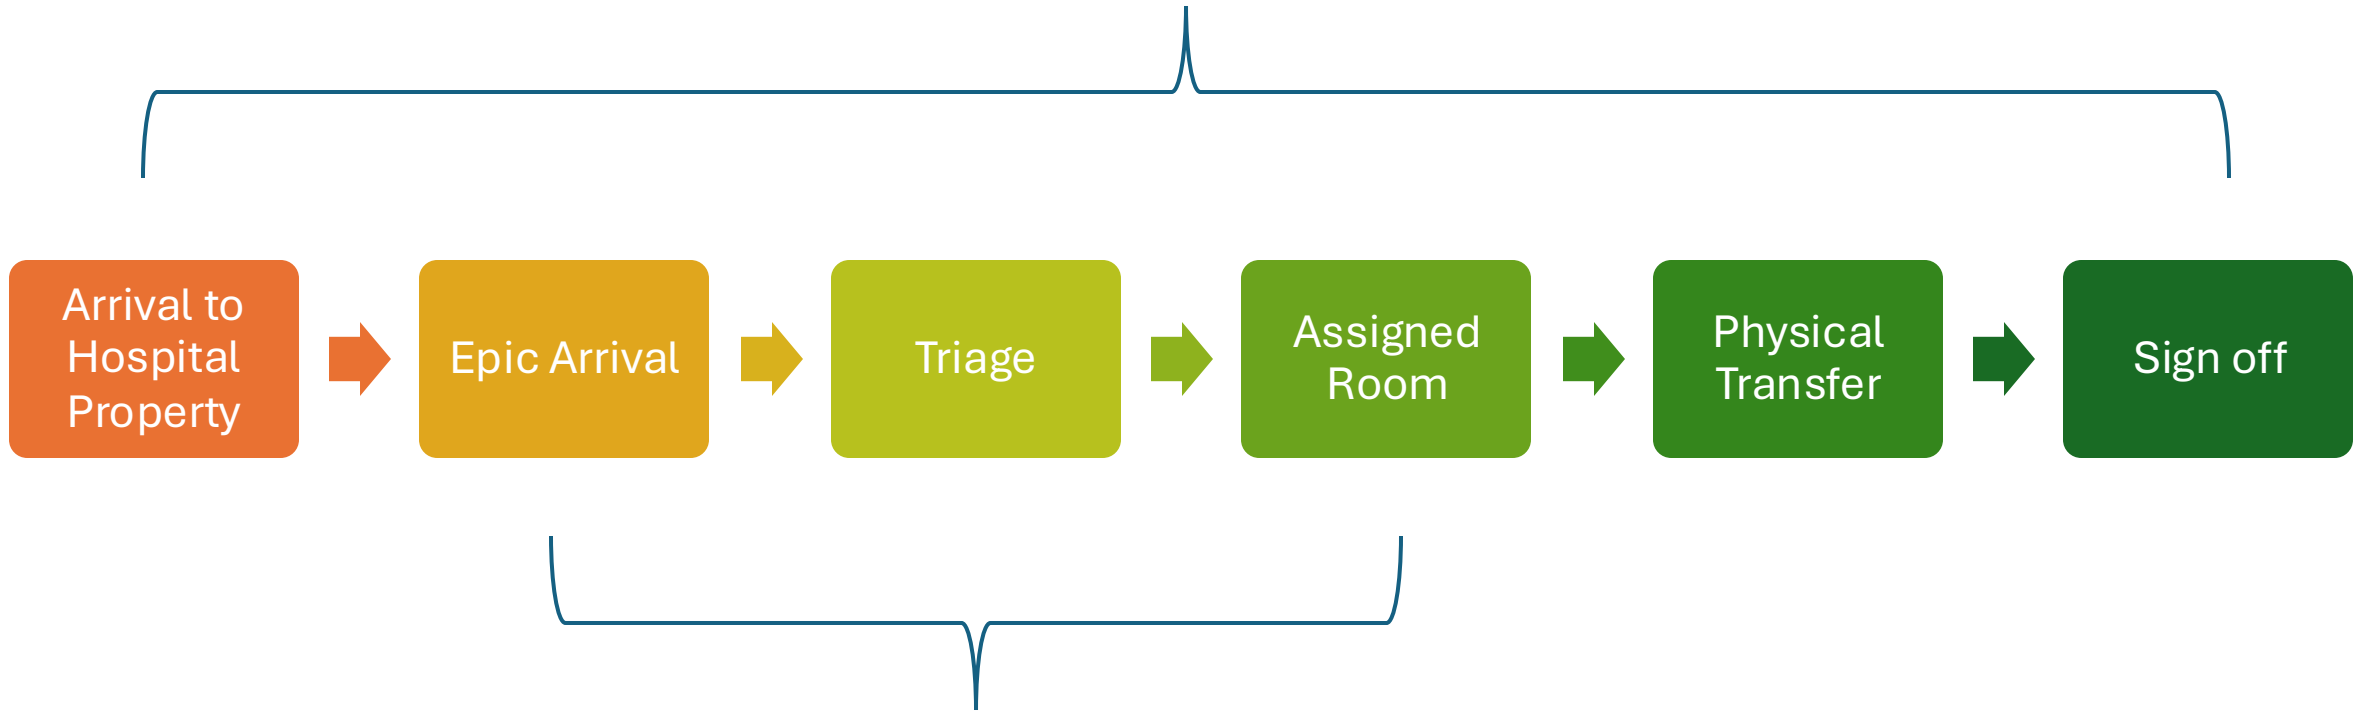 Arrival to
Hospital
Property
Epic Arrival
Triage
Assigned
Room
Physical
Transfer
Sign off